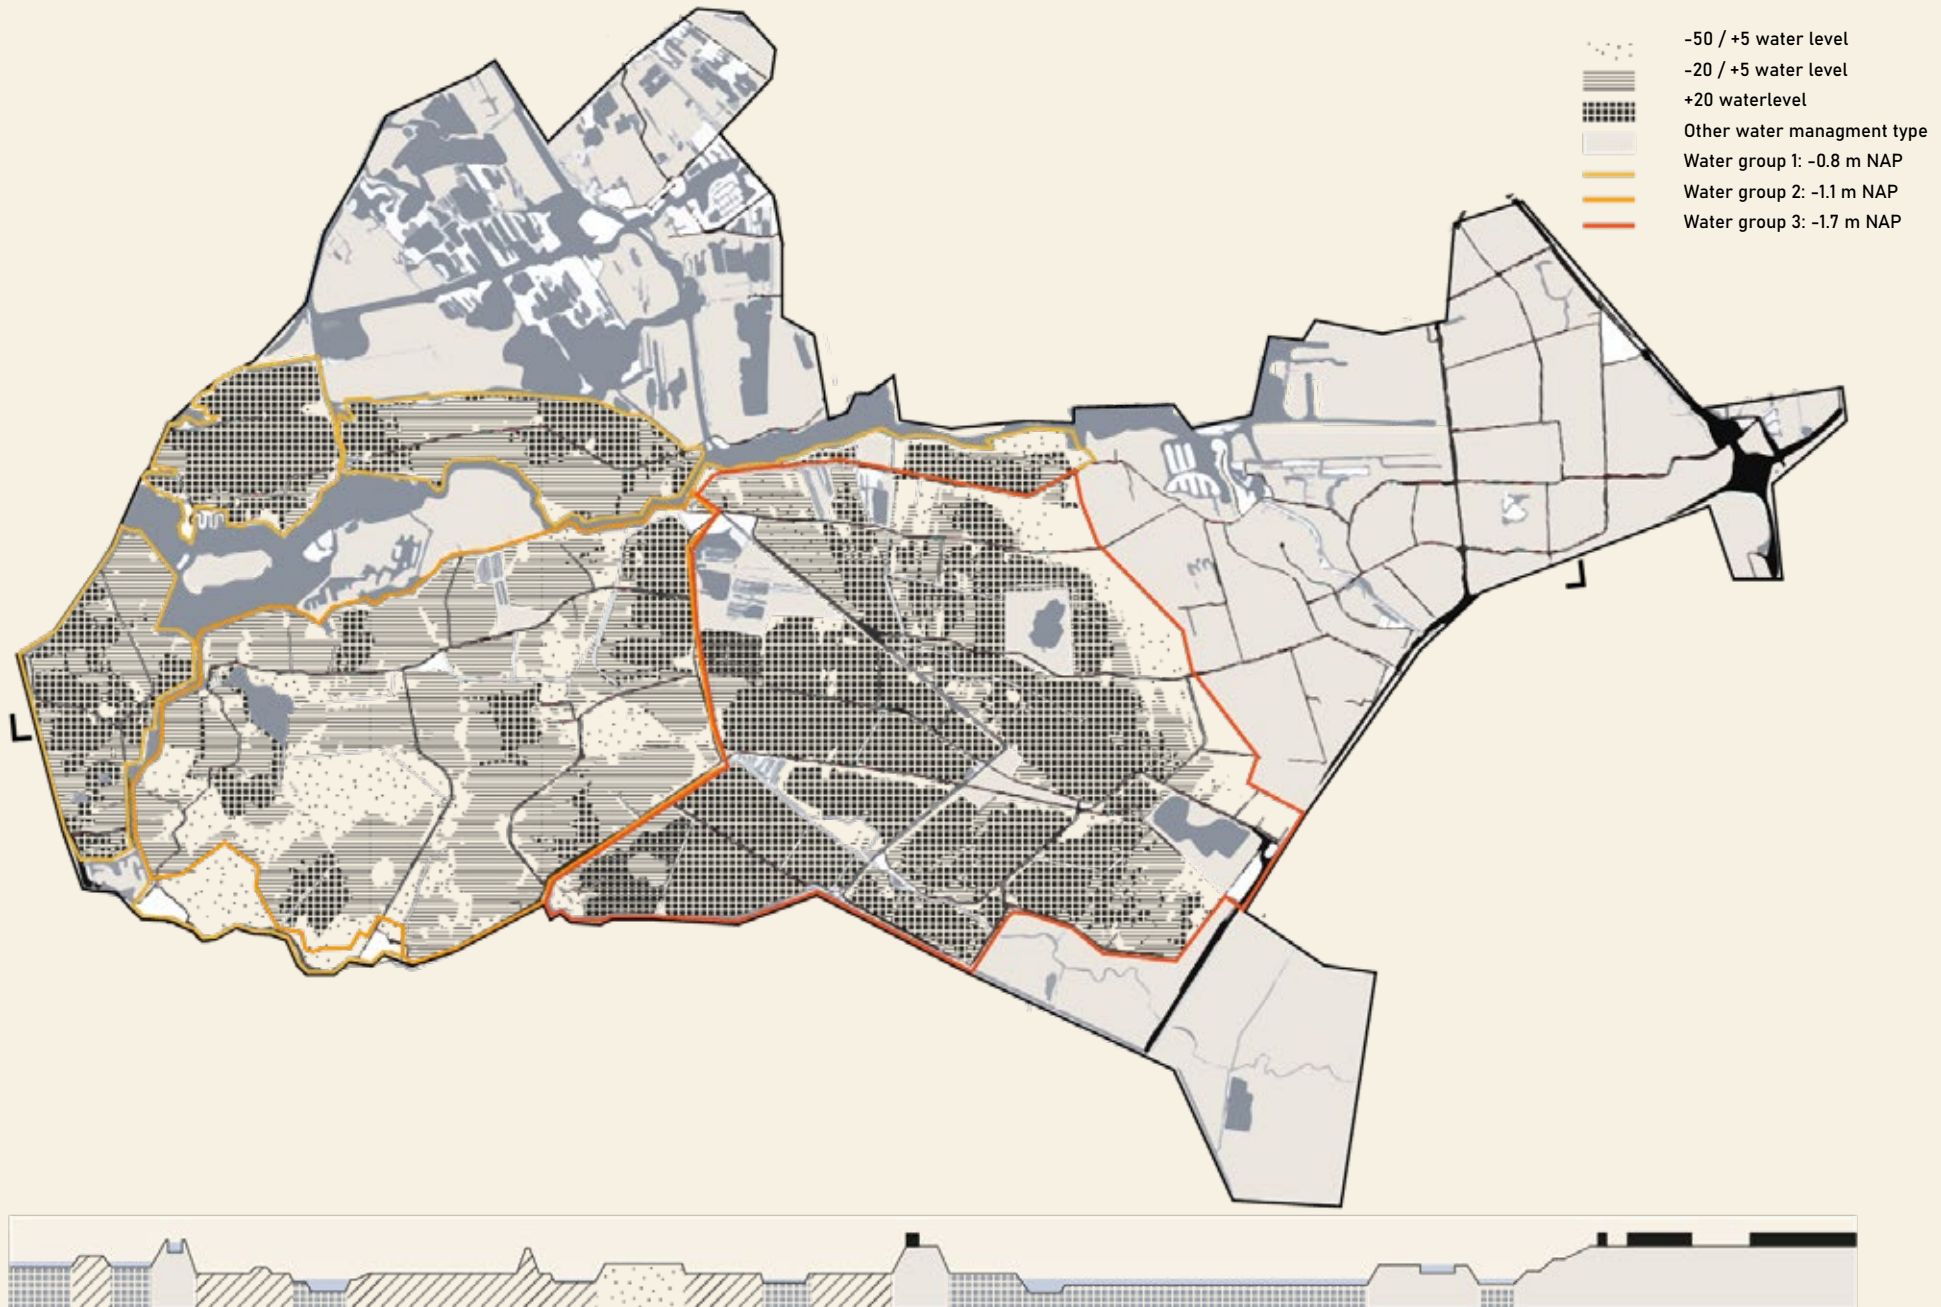 -50 / +5 water level
-20 / +5 water level
+20 waterlevel
Other water managment type
Water group 1: -0.8 m NAP
Water group 2: -1.1 m NAP
Water group 3: -1.7 m NAP